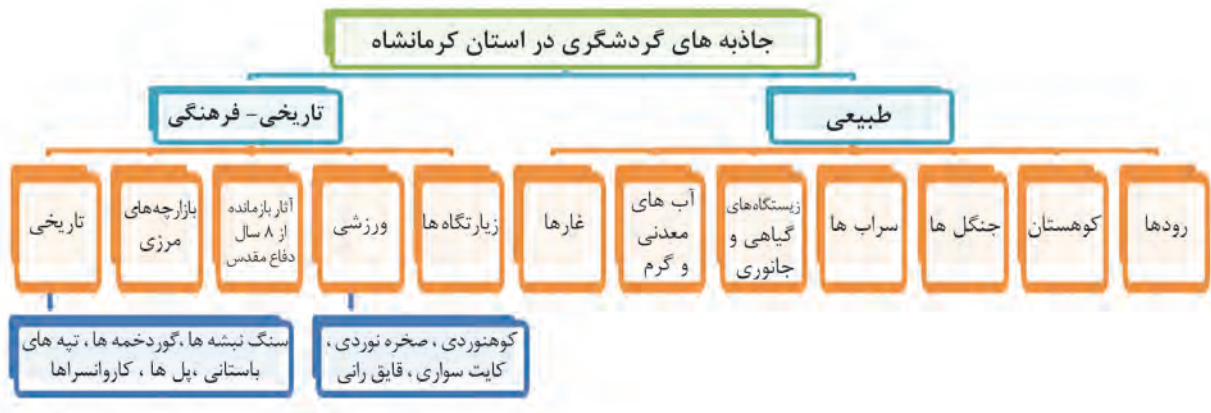 جاذبه های گردشگری در استان کرمانشاه
طبیعی
تاریخی- فرهنگی
رودها
کوهستان
جنگل ها
سراب ها
زیستگاه‌های
گیاهی و
جانوری
آب های
معدنی
و گرم
غارها
زیارتگاه‌ها
ورزشی
آثار بازمانده
از ۸ سال
دفاع مقدس
بازارچه‌های
مرزی
تاریخی
کوهنوردی ، صخره نوردی ،
کایت سواری ، قایق رانی
سنگ نبشه ها ،گوردخمه ها ، تپه های
باستانی ،پل ها ، کاروانسراها